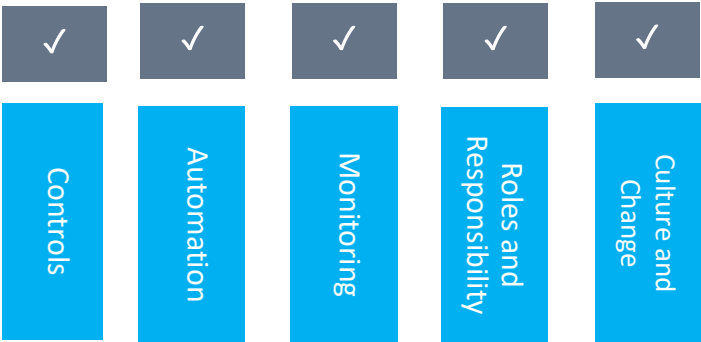 ✓
✓
✓
✓
✓
Controls
Automation
Monitoring
Roles and
Responsibility
Culture and
Change